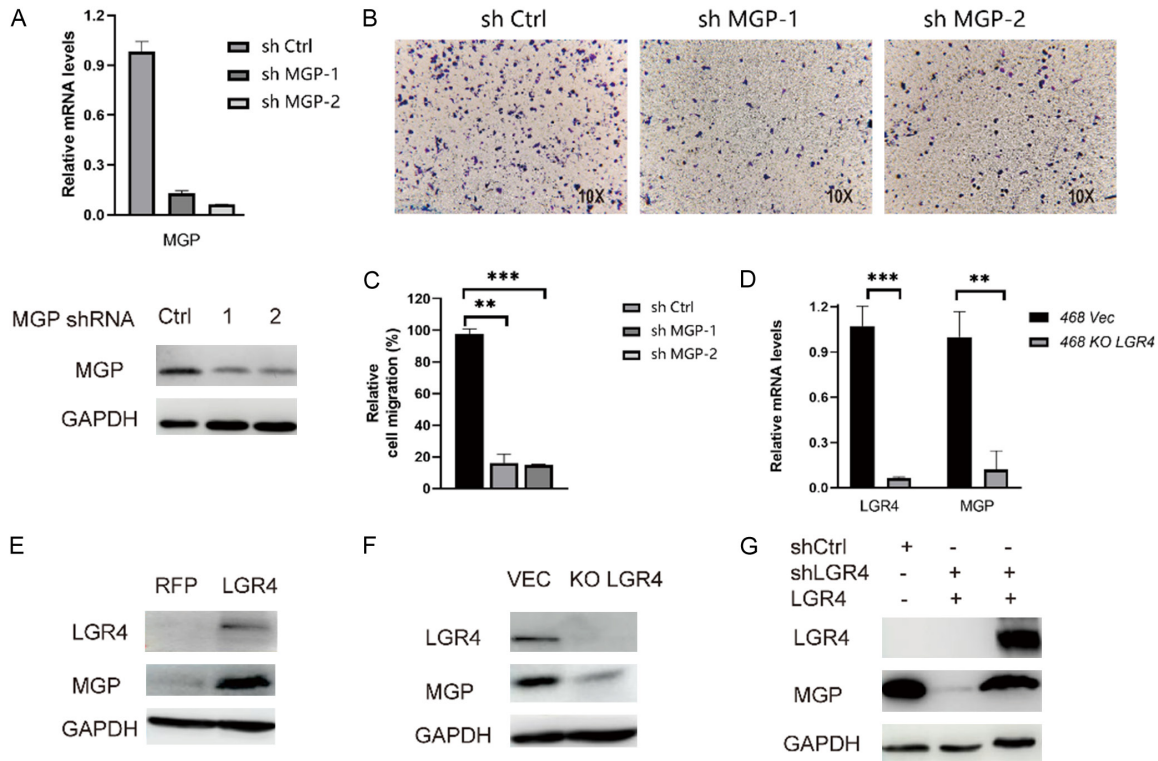 A
Relative mRNA levels
1.2
0.9
0.6
0.3
0.0
MGP
sh Ctrl
sh MGP-1
sh MGP-2
MGP shRNA Ctrl 1 2
MGP
GAPDH
B
sh Ctrl sh MGP-1 sh MGP-2
10X 10X 10X
C
Relative
cell migration (%)
120
100
80
60
40
20
0
***
**
sh Ctrl
sh MGP-1
sh MGP-2
D
Relative mRNA levels
1.2
0.9
0.6
0.3
0.0
*** **
LGR4 MGP
468 Vec
468 KO LGR4
E
RFP LGR4
LGR4
MGP
GAPDH
F
VEC KO LGR4
LGR4
MGP
GAPDH
G
shCtrl + - -
shLGR4 - + +
LGR4 - + +
LGR4
MGP
GAPDH